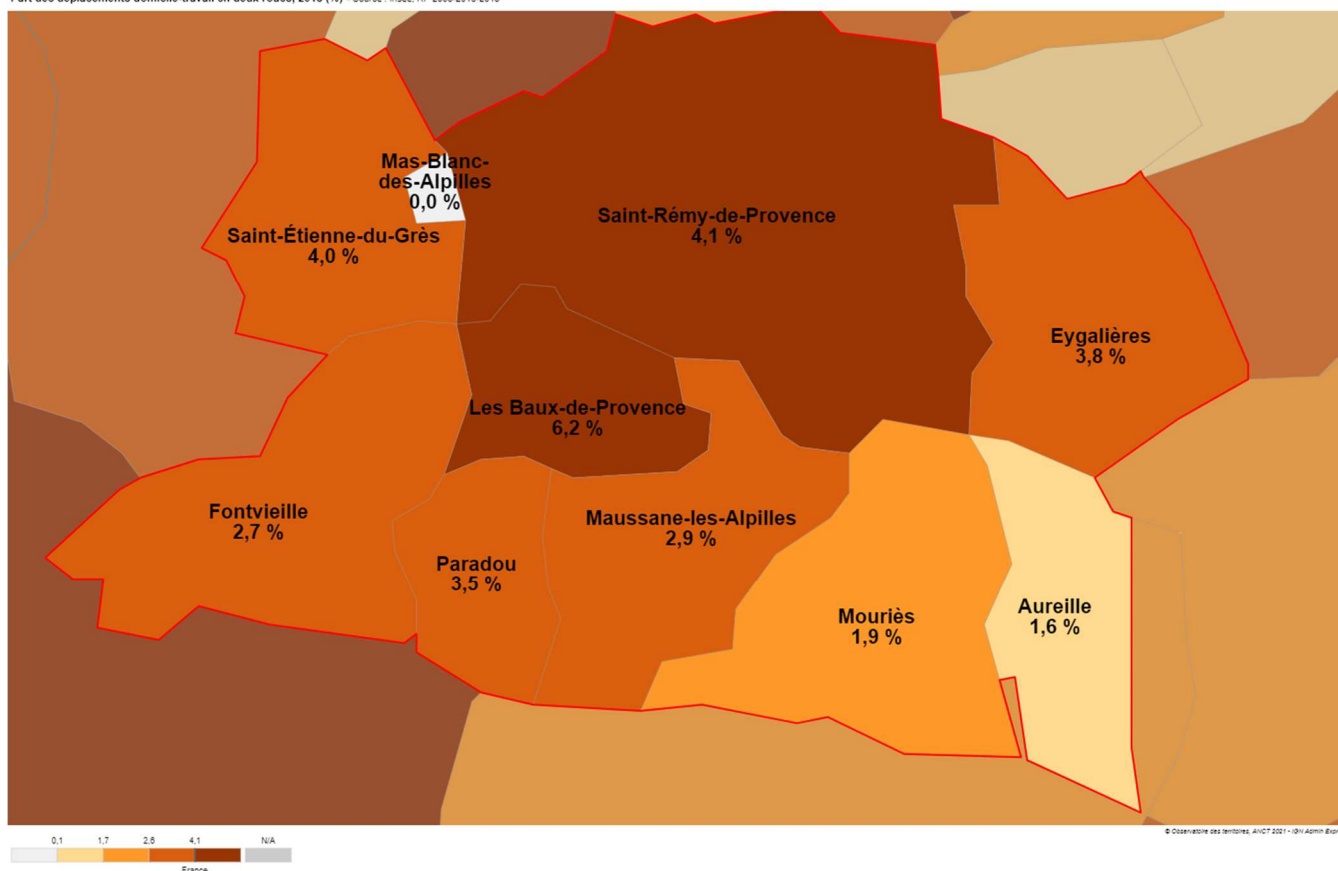 Mas-Blanc-
des-Alpilles
0,0 %
Saint-Rémy-de-Provence
4,1 %
Saint-Étienne-du-Grès
4,0 %
Eygalières
3,8 %
Les Baux-de-Provence
6,2 %
Fontvieille
2,7 %
Maussane-les-Alpilles
2,9 %
Paradou
3,5 %
Mouriès
1,9 %
Aureille
1,6 %
© Observatoire des territoires, ANCT 2021 - IGN Admin
0,1 1,7 2,6 4,1 N/A
France